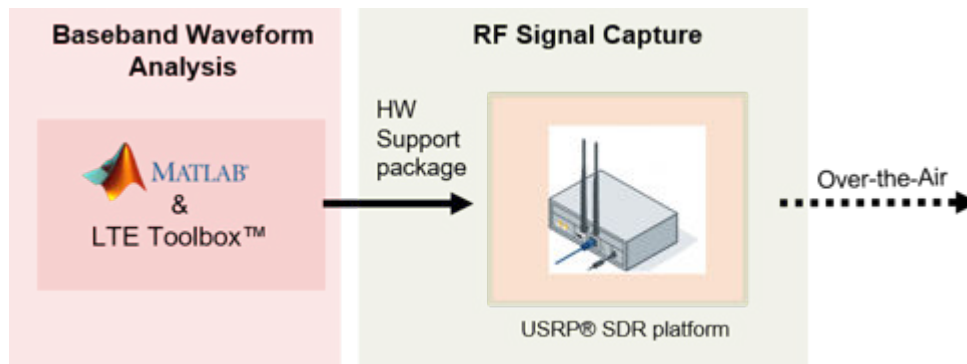 Baseband Waveform
Analysis
MATLAB®
&
LTE Toolbox™
RF Signal Capture
HW
Support
package
USRP® SDR platform
Over-the-Air